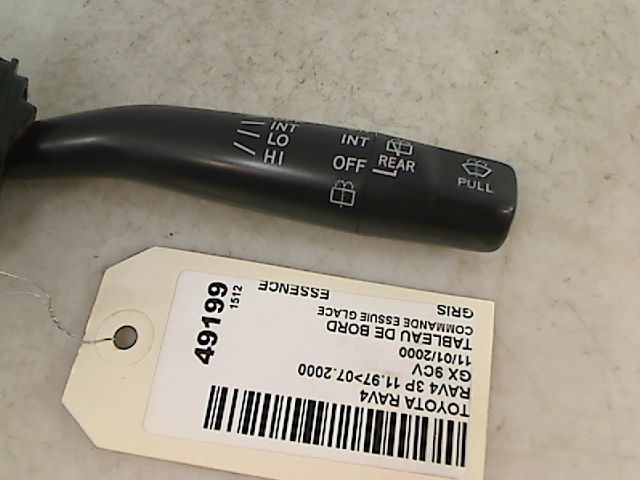 INT
LO
HI
INT
OFF
REAR
PULL
49199
1512
TOYOTA RAV4
RAV4 3P 11.97>07.2000
GX 9CV
11/01/2000
TABLEAU DE BORD
COMMANDE ESSUIE GLACE
GRIS
ESSENCE